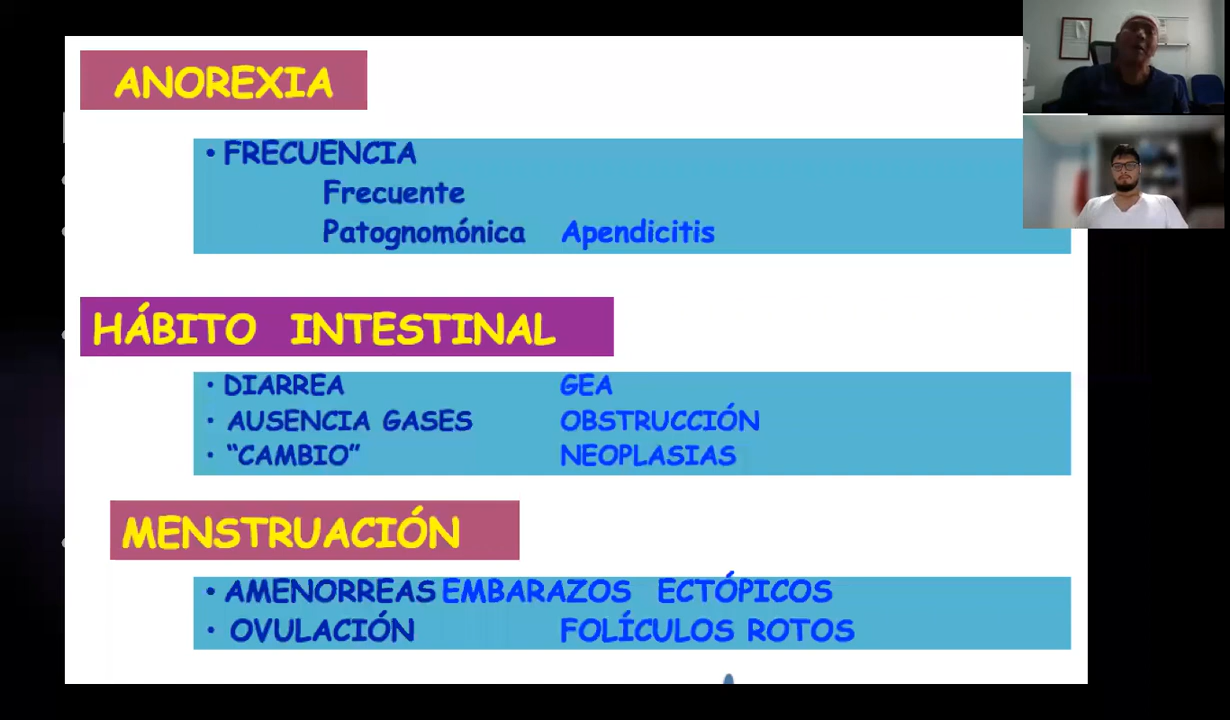 ANOREXIA
• FRECUENCIA
Frecuente
Patognomónica Apendicitis
HÁBITO INTESTINAL
• DIARREA GEA
• AUSENCIA GASES OBSTRUCCIÓN
• “CAMBIO” NEOPLASIAS
MENSTRUACIÓN
• AMENORREAS EMBARAZOS ECTÓPICOS
• OVULACIÓN FOLÍCULOS ROTOS